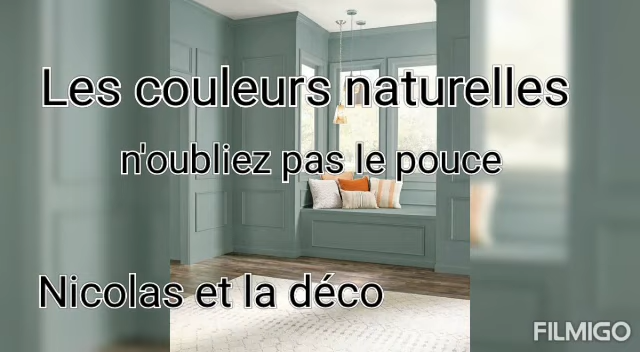 Les couleurs naturelles
n'oubliez pas le pouce
Nicolas et la déco
FILMIGO